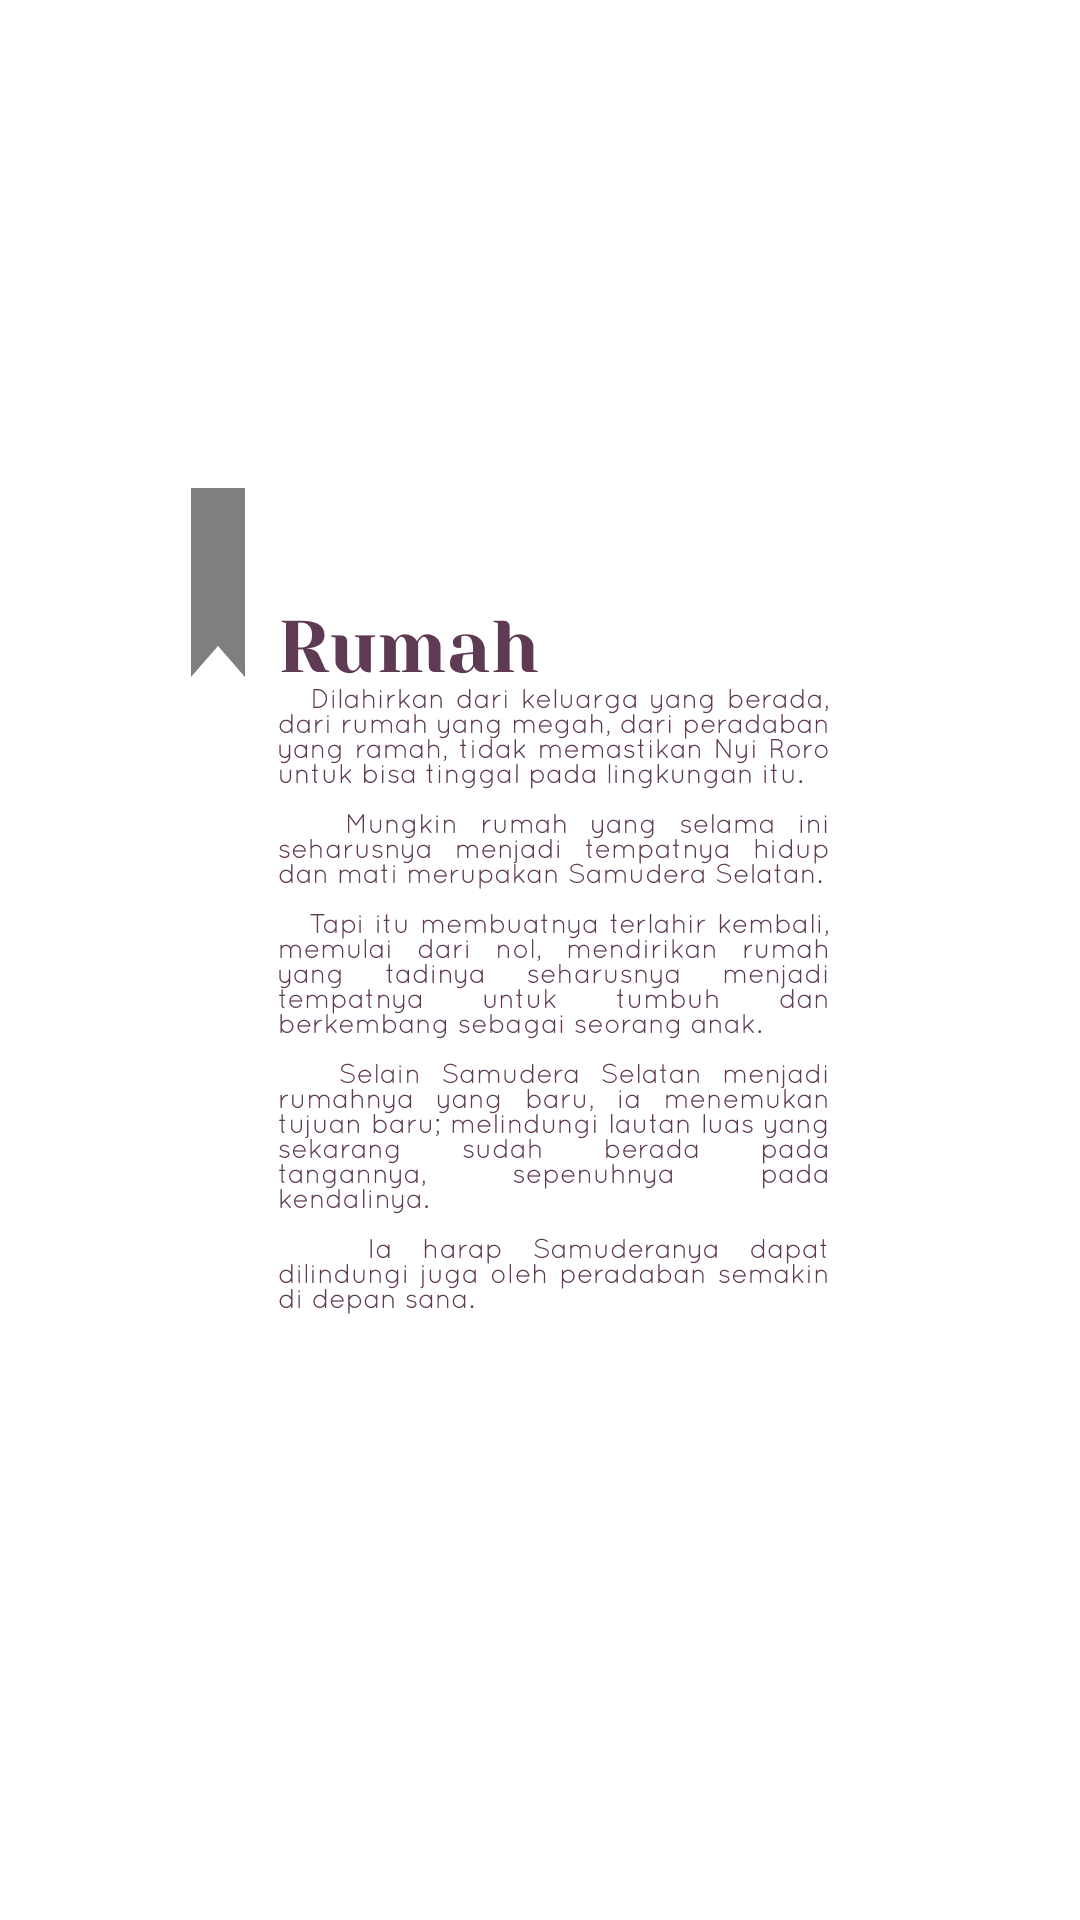 Rumah
Dilahirkan dari keluarga yang berada,
dari rumah yang megah, dari peradaban
yang ramah, tidak memastikan Nyi Roro
untuk bisa tinggal pada lingkungan itu.
Mungkin rumah yang selama ini
seharusnya menjadi tempatnya hidup
dan mati merupakan Samudera Selatan.
Tapi itu membuatnya terlahir kembali,
memulai dari nol, mendirikan rumah
yang tadinya seharusnya menjadi
tempatnya untuk tumbuh dan
berkembang sebagai seorang anak.
Selain Samudera Selatan menjadi
rumahnya yang baru, ia menemukan
tujuan baru; melindungi lautan luas yang
sekarang sudah berada pada
tangannya, sepenuhnya pada
kendalinya.
Ia harap Samuderanya dapat
dilindungi juga oleh peradaban semakin
di depan sana.